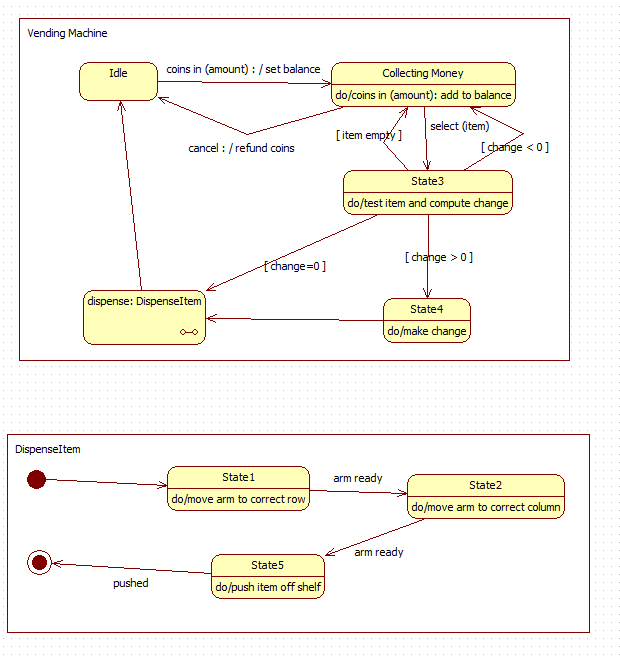 Vending Machine
Idle
coins in (amount) : / set balance
Collecting Money
do/coins in (amount): add to balance
[ item empty ]
select (item)
cancel : / refund coins
[ change < 0 ]
State3
do/test item and compute change
[ change=0 ]
[ change > 0 ]
dispense: DispenseItem
State4
do/make change
DispenseItem
State1
do/move arm to correct row
arm ready
State2
do/move arm to correct column
arm ready
State5
do/push item off shelf
pushed